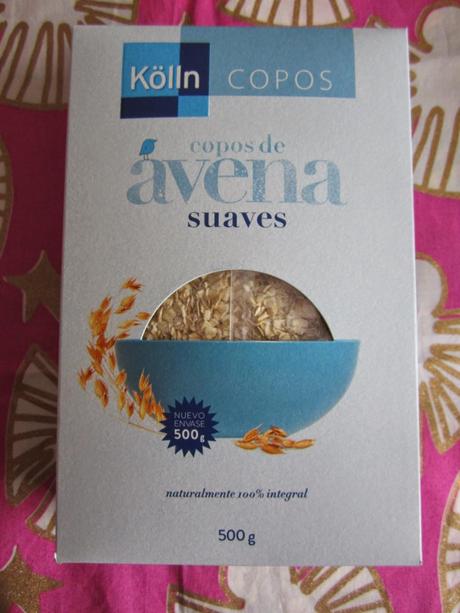 Kölln COPOS
copos de
avena
suaves
NUEVO
ENVASE
500g
naturalmente 100% integral
500 g